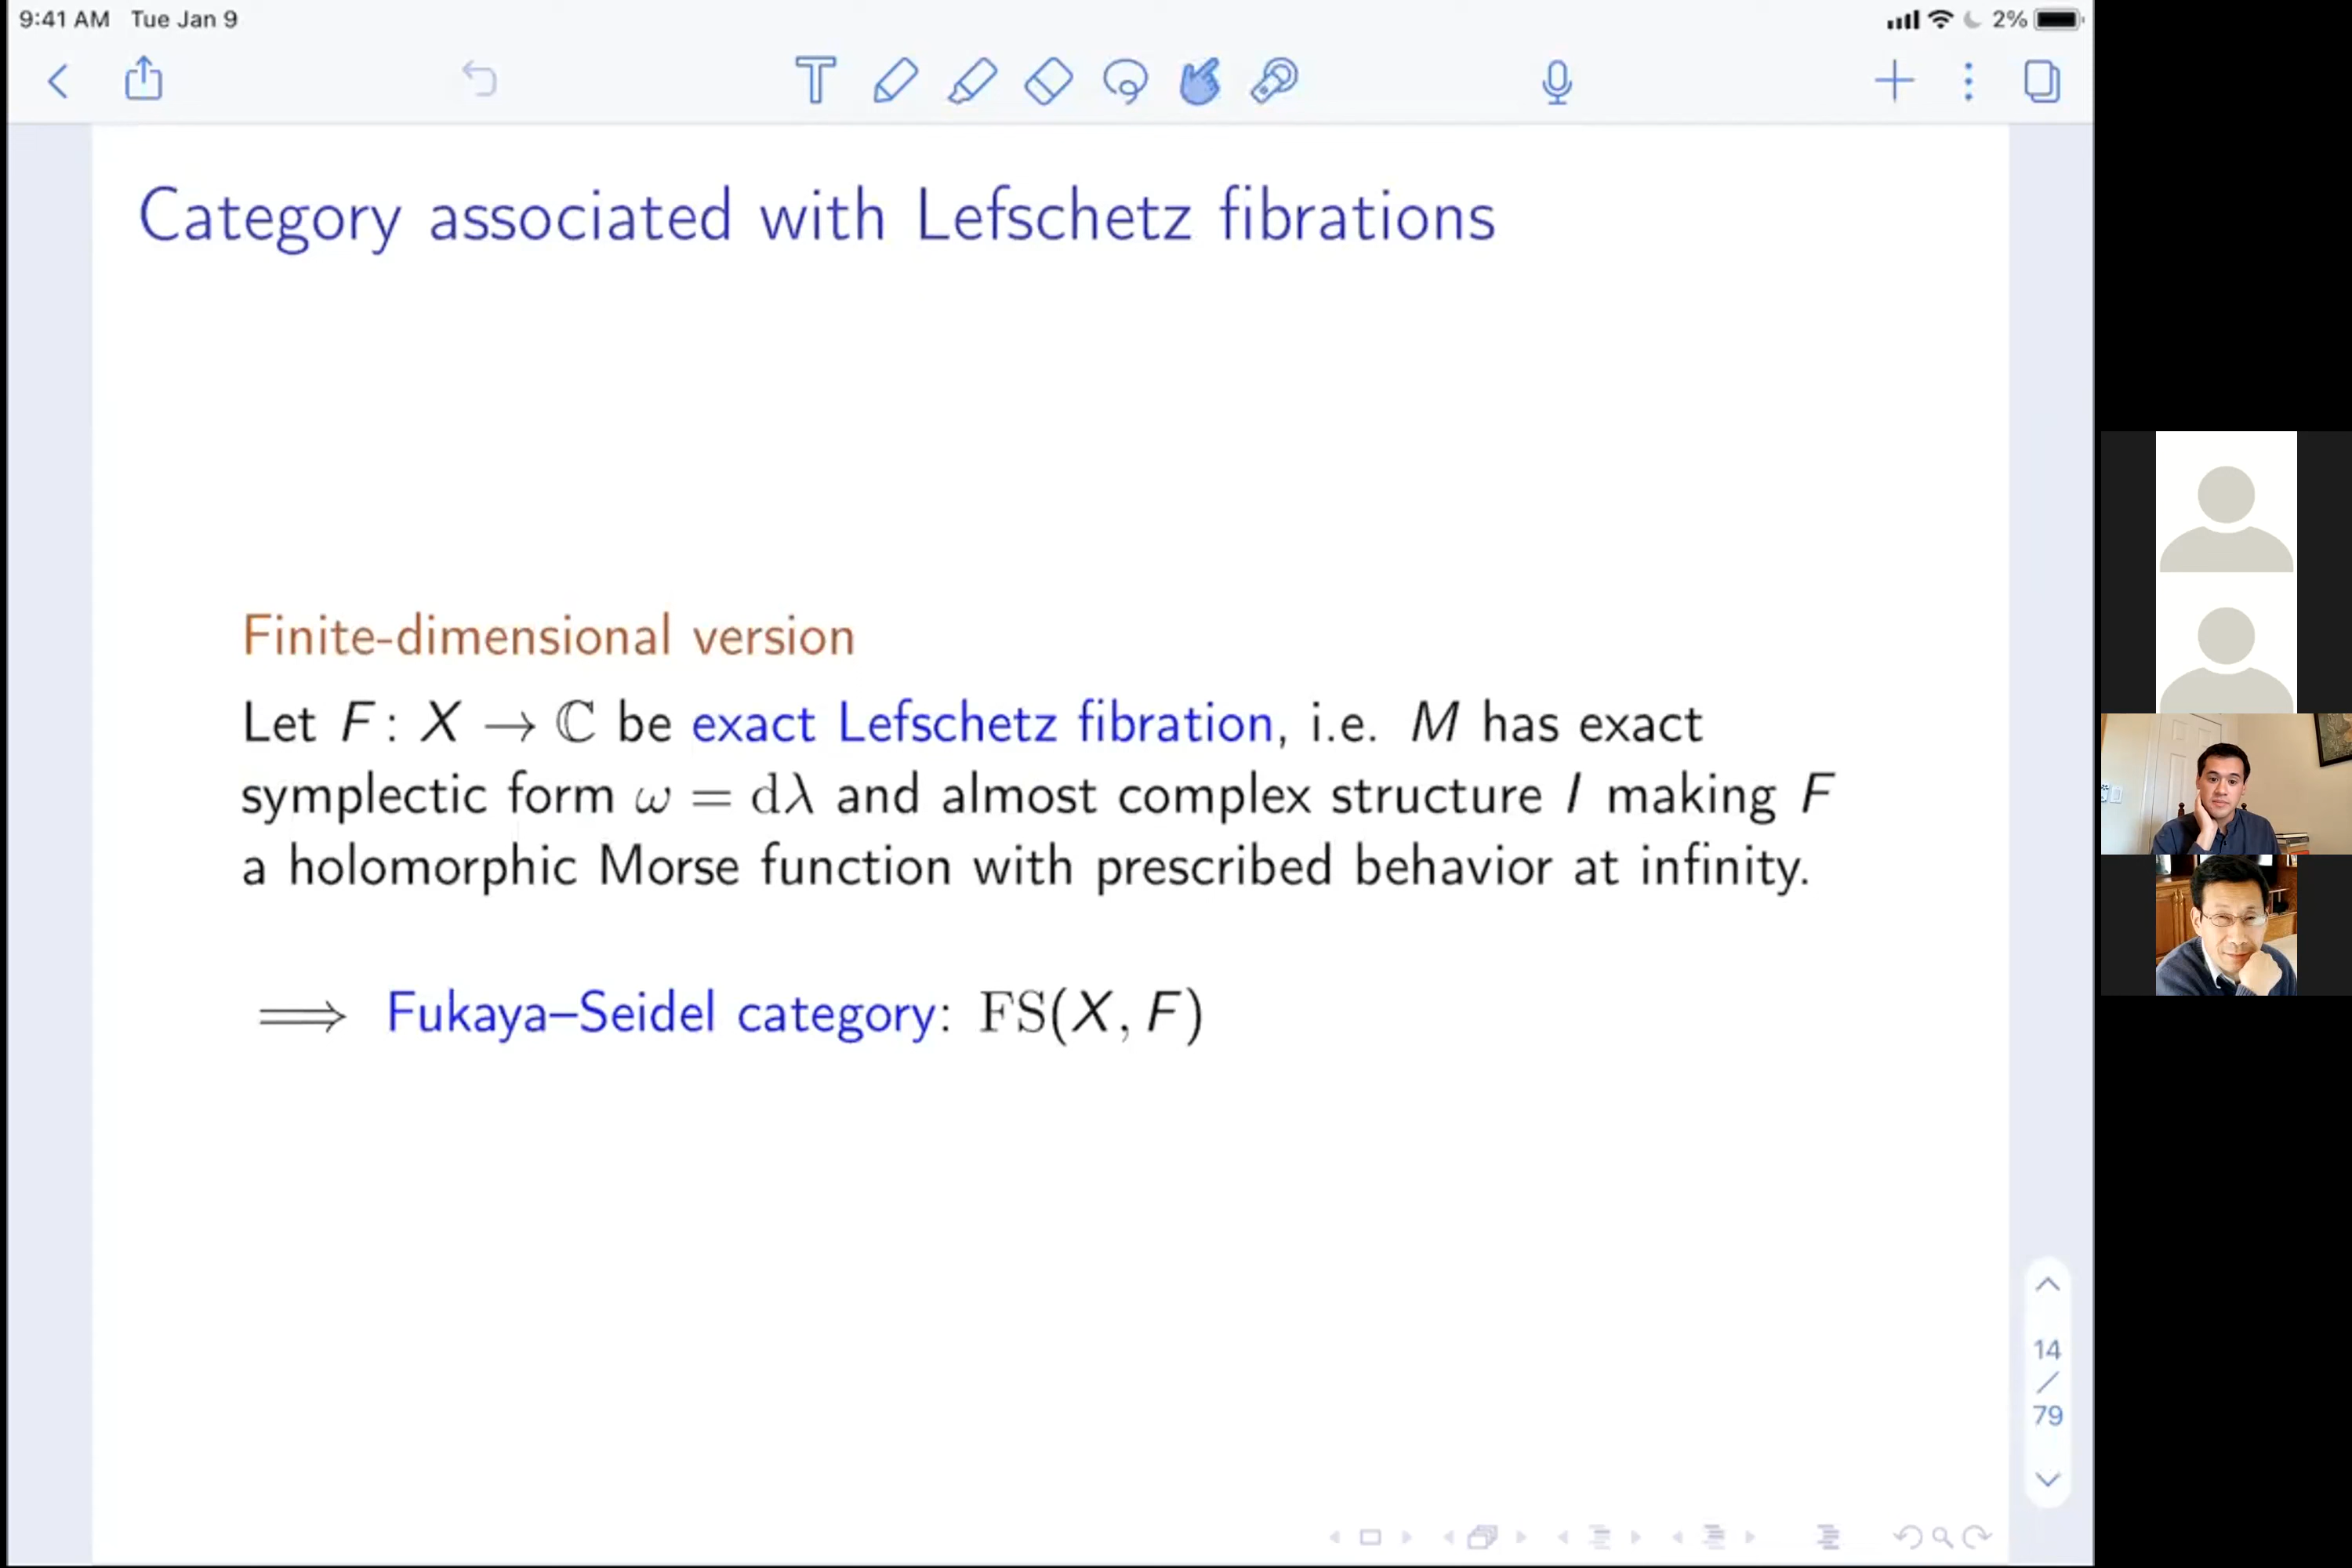 9:41 AM Tue Jan 9
2%
Category associated with Lefschetz fibrations
Finite-dimensional version
Let F: X → ℂ be exact Lefschetz fibration, i.e. M has exact
symplectic form ω = dλ and almost complex structure I making F
a holomorphic Morse function with prescribed behavior at infinity.
⟹ Fukaya–Seidel category: FS(X, F)
14
/
79